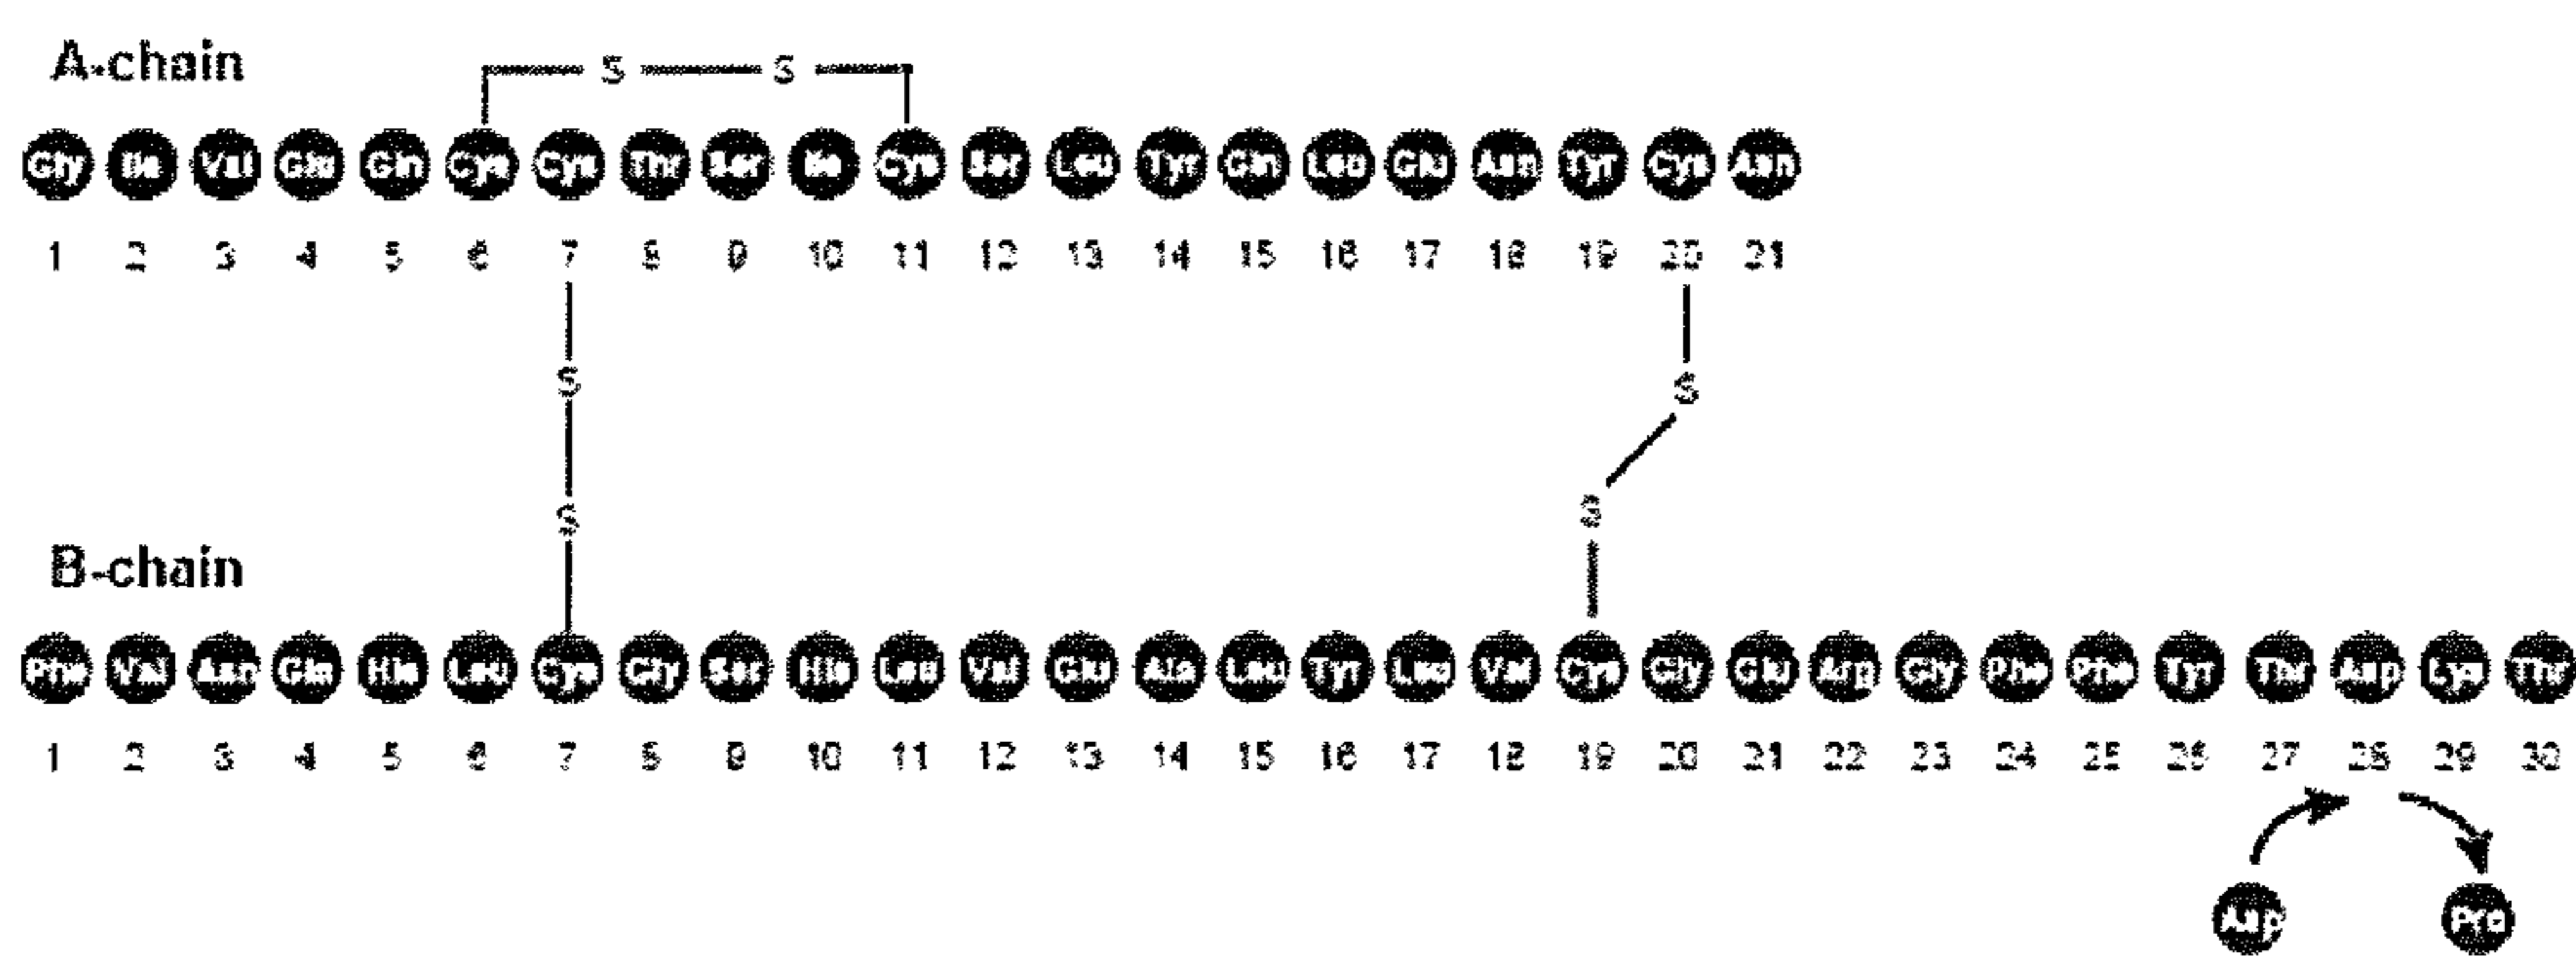 A-chain
S S
Gly Ile Val Glu Gln Cys Cys Thr Ser Ile Cys Ser Leu Tyr Gln Leu Glu Asn Tyr Cys Asn
1 2 3 4 5 6 7 8 9 10 11 12 13 14 15 16 17 18 19 20 21
S S
S S
B-chain
Phe Val Asn Gln His Leu Cys Gly Ser His Leu Val Glu Ala Leu Tyr Leu Val Cys Gly Glu Arg Gly Phe Phe Tyr Thr Asp Lys Thr
1 2 3 4 5 6 7 8 9 10 11 12 13 14 15 16 17 18 19 20 21 22 23 24 25 26 27 28 29 30
Asp Pro